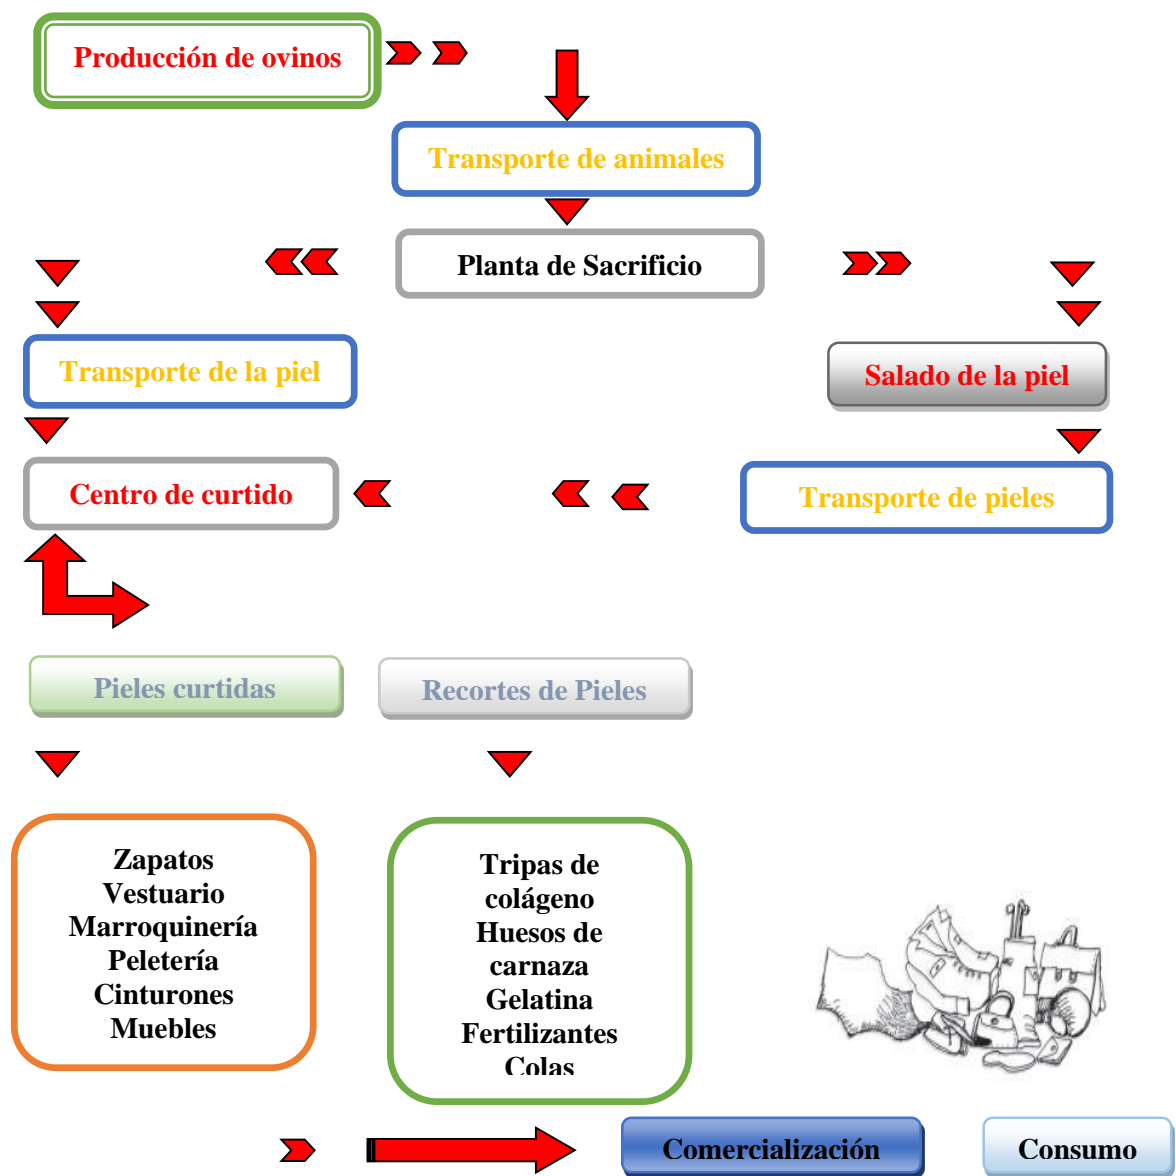 Producción de ovinos
Transporte de animales
Planta de Sacrificio
Transporte de la piel
Salado de la piel
Centro de curtido
Transporte de pieles
Pieles curtidas
Recortes de Pieles
Zapatos
Vestuario
Marroquinería
Peletería
Cinturones
Muebles
Tripas de
colágeno
Huesos de
carnaza
Gelatina
Fertilizantes
Colas
Comercialización
Consumo